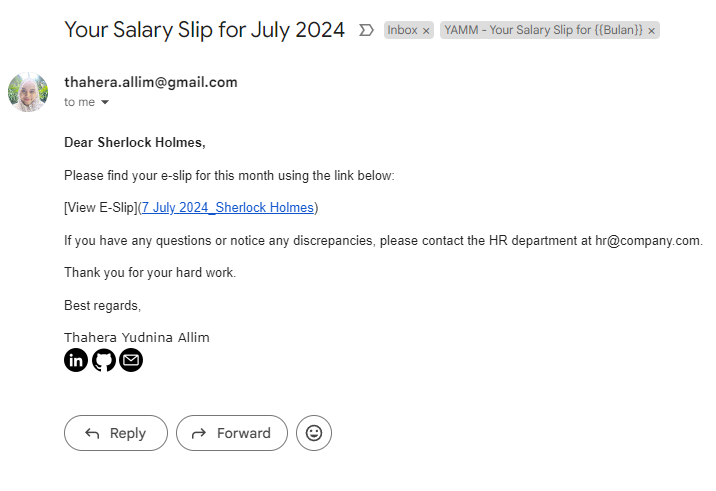 Your Salary Slip for July 2024 Inbox × YAMM - Your Salary Slip for {{Bulan}} ×
thahera.allim@gmail.com
to me
Dear Sherlock Holmes,
Please find your e-slip for this month using the link below:
[View E-Slip](7 July 2024_Sherlock Holmes)
If you have any questions or notice any discrepancies, please contact the HR department at hr@company.com.
Thank you for your hard work.
Best regards,
Thahera Yudnina Allim
in
Reply Forward